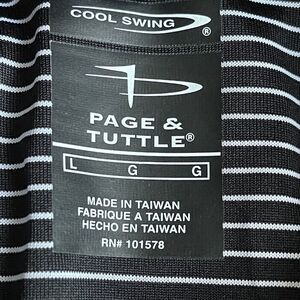 COOL SWING
®
PAGE &
TUTTLE®
L G G
MADE IN TAIWAN
FABRIQUE A TAIWAN
HECHO EN TAIWAN
RN# 101578